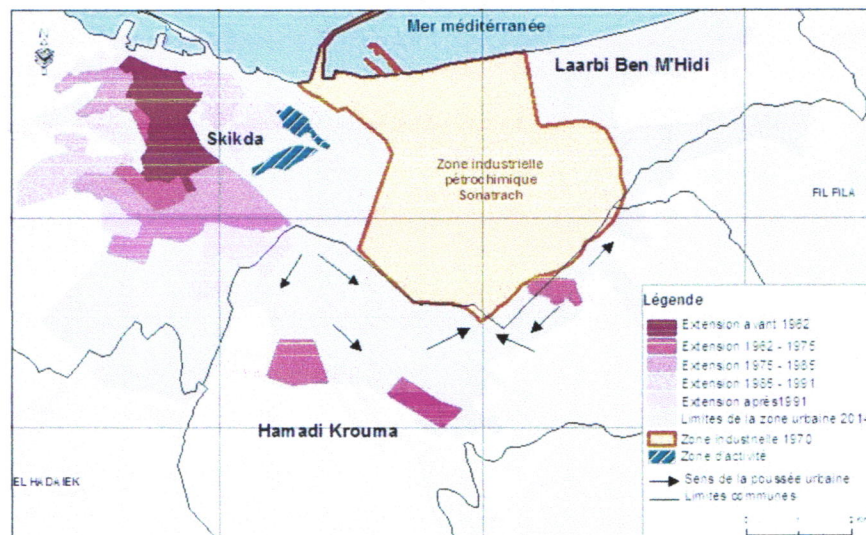 Mer méditérranée
Laarbi Ben M'Hidi
Skikda
Zone industrielle
pétrochimique
Sonatrach
FIL FILA
Hamadi Krouma
EL HADAIEK
Légende
Extension avant 1962
Extension 1962 - 1975
Extension 1975 - 1985
Extension 1985 - 1991
Extension après1991
Limites de la zone urbaine 2014
Zone industrielle 1970
Zone d'activité
Sens de la poussée urbaine
Limites communes